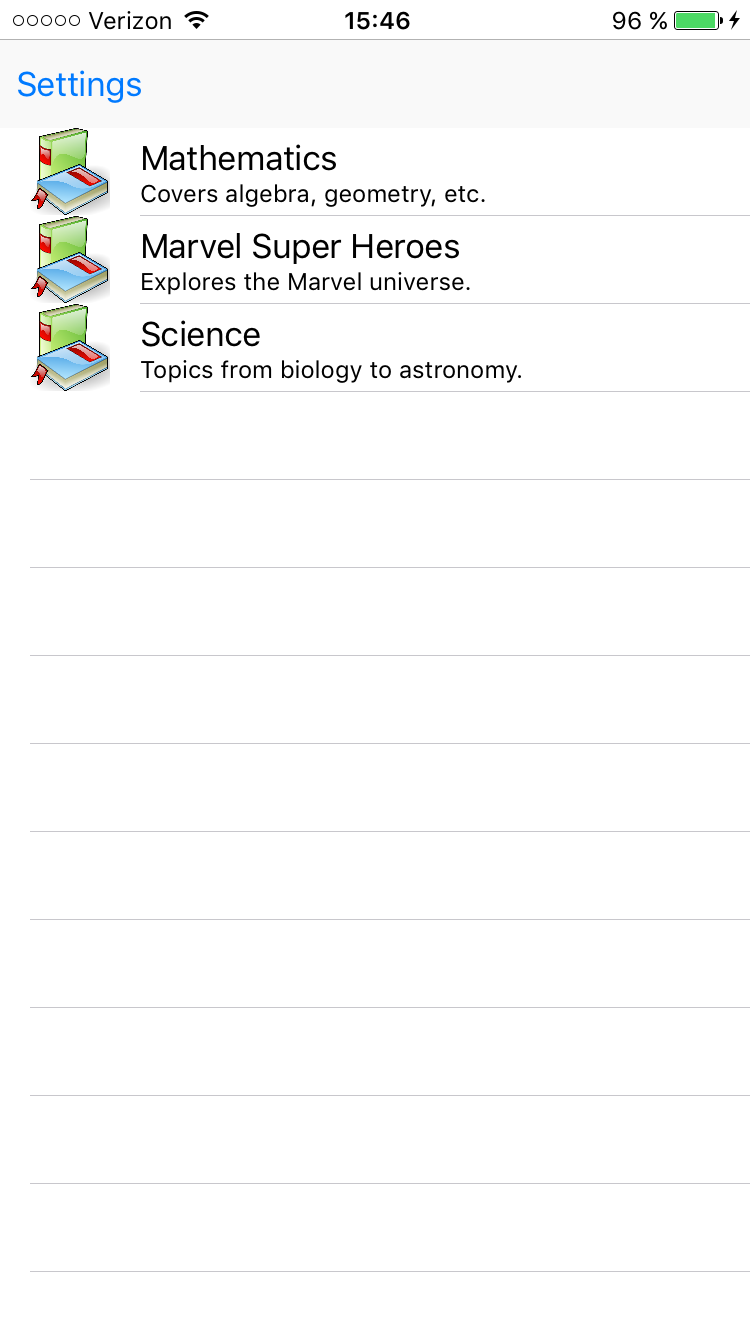 Verizon 15:46 96 %
Settings
Mathematics
Covers algebra, geometry, etc.
Marvel Super Heroes
Explores the Marvel universe.
Science
Topics from biology to astronomy.